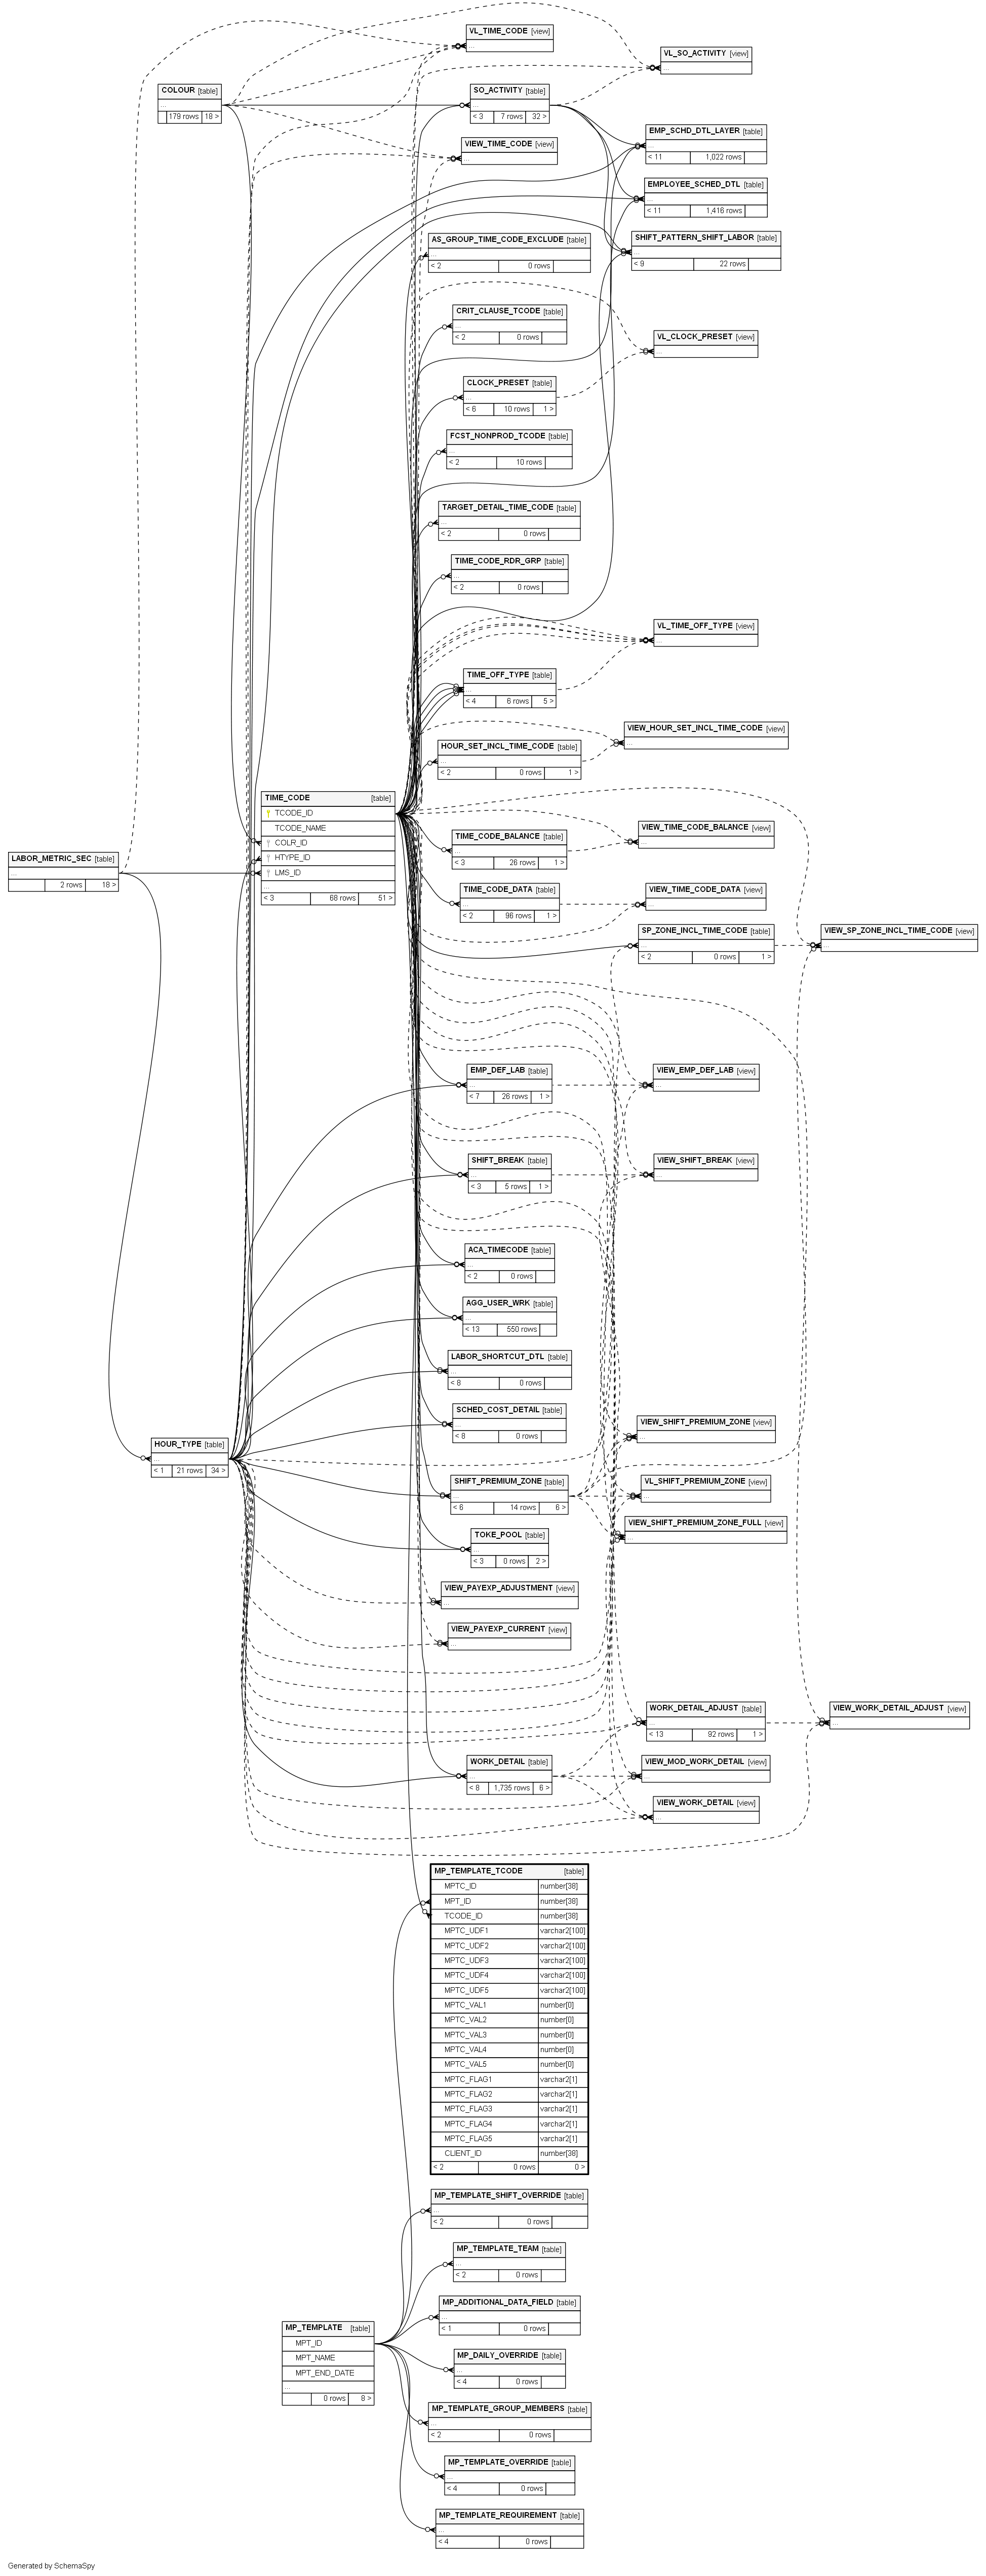 VL_TIME_CODE [view]
...
VL_SO_ACTIVITY [view]
...
COLOUR [table]
...
179 rows 18 >
SO_ACTIVITY [table]
...
< 3 7 rows 32 >
EMP_SCHD_DTL_LAYER [table]
...
< 11 1,022 rows
VIEW_TIME_CODE [view]
...
EMPLOYEE_SCHED_DTL [table]
...
< 11 1,416 rows
AS_GROUP_TIME_CODE_EXCLUDE [table]
...
< 2 0 rows
SHIFT_PATTERN_SHIFT_LABOR [table]
...
< 9 22 rows
CRIT_CLAUSE_TCODE [table]
...
< 2 0 rows
VL_CLOCK_PRESET [view]
...
CLOCK_PRESET [table]
...
< 6 10 rows 1 >
FCST_NONPROD_TCODE [table]
...
< 2 10 rows
TARGET_DETAIL_TIME_CODE [table]
...
< 2 0 rows
TIME_CODE_RDR_GRP [table]
...
< 2 0 rows
VL_TIME_OFF_TYPE [view]
...
TIME_OFF_TYPE [table]
...
< 4 6 rows 5 >
VIEW_HOUR_SET_INCL_TIME_CODE [view]
...
HOUR_SET_INCL_TIME_CODE [table]
...
< 2 0 rows 1 >
TIME_CODE [table]
TCODE_ID
TCODE_NAME
COLR_ID
HTYPE_ID
LMS_ID
...
< 3 68 rows 51 >
LABOR_METRIC_SEC [table]
...
2 rows 18 >
VIEW_TIME_CODE_BALANCE [view]
...
TIME_CODE_BALANCE [table]
...
< 3 26 rows 1 >
TIME_CODE_DATA [table]
...
< 2 96 rows 1 >
VIEW_TIME_CODE_DATA [view]
...
SP_ZONE_INCL_TIME_CODE [table]
...
< 2 0 rows 1 >
VIEW_SP_ZONE_INCL_TIME_CODE [view]
...
EMP_DEF_LAB [table]
...
< 7 26 rows 1 >
VIEW_EMP_DEF_LAB [view]
...
SHIFT_BREAK [table]
...
< 3 5 rows 1 >
VIEW_SHIFT_BREAK [view]
...
ACA_TIMECODE [table]
...
< 2 0 rows
AGG_USER_WRK [table]
...
< 13 550 rows
LABOR_SHORTCUT_DTL [table]
...
< 8 0 rows
SCHED_COST_DETAIL [table]
...
< 8 0 rows
VIEW_SHIFT_PREMIUM_ZONE [view]
...
HOUR_TYPE [table]
...
< 1 21 rows 34 >
SHIFT_PREMIUM_ZONE [table]
...
< 6 14 rows 6 >
VL_SHIFT_PREMIUM_ZONE [view]
...
VIEW_SHIFT_PREMIUM_ZONE_FULL [view]
...
TOKE_POOL [table]
...
< 3 0 rows 2 >
VIEW_PAYEXP_ADJUSTMENT [view]
...
VIEW_PAYEXP_CURRENT [view]
...
WORK_DETAIL_ADJUST [table]
...
< 13 92 rows 1 >
VIEW_WORK_DETAIL_ADJUST [view]
...
WORK_DETAIL [table]
...
< 8 1,735 rows 6 >
VIEW_MOD_WORK_DETAIL [view]
...
VIEW_WORK_DETAIL [view]
...
MP_TEMPLATE_TCODE [table]
MPTC_ID number[38]
MPT_ID number[38]
TCODE_ID number[38]
MPTC_UDF1 varchar2[100]
MPTC_UDF2 varchar2[100]
MPTC_UDF3 varchar2[100]
MPTC_UDF4 varchar2[100]
MPTC_UDF5 varchar2[100]
MPTC_VAL1 number[0]
MPTC_VAL2 number[0]
MPTC_VAL3 number[0]
MPTC_VAL4 number[0]
MPTC_VAL5 number[0]
MPTC_FLAG1 varchar2[1]
MPTC_FLAG2 varchar2[1]
MPTC_FLAG3 varchar2[1]
MPTC_FLAG4 varchar2[1]
MPTC_FLAG5 varchar2[1]
CLIENT_ID number[38]
< 2 0 rows 0 >
MP_TEMPLATE_SHIFT_OVERRIDE [table]
...
< 2 0 rows
MP_TEMPLATE_TEAM [table]
...
< 2 0 rows
MP_ADDITIONAL_DATA_FIELD [table]
...
< 1 0 rows
MP_TEMPLATE [table]
MPT_ID
MPT_NAME
MPT_END_DATE
...
0 rows 8 >
MP_DAILY_OVERRIDE [table]
...
< 4 0 rows
MP_TEMPLATE_GROUP_MEMBERS [table]
...
< 2 0 rows
MP_TEMPLATE_OVERRIDE [table]
...
< 4 0 rows
MP_TEMPLATE_REQUIREMENT [table]
...
< 4 0 rows
Generated by SchemaSpy